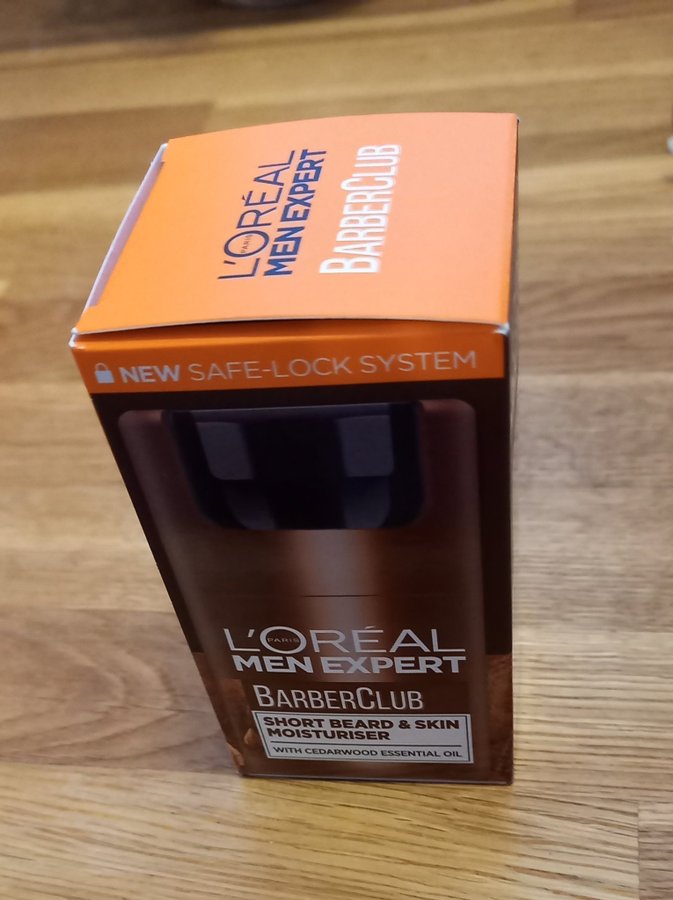 L'ORÉAL
PARIS
MEN EXPERT
BARBERCLUB
NEW SAFE-LOCK SYSTEM
L'ORÉAL
PARIS
MEN EXPERT
BARBERCLUB
SHORT BEARD & SKIN
MOISTURISER
WITH CEDARWOOD ESSENTIAL OIL